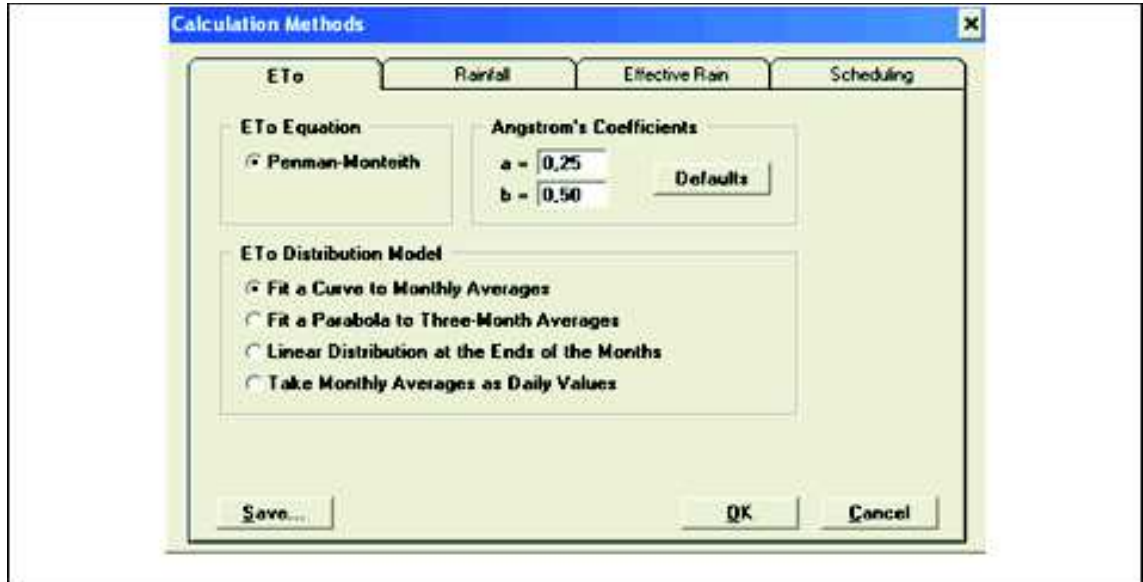 Calculation Methods
ETo
Rainfall
Effective Rain
Scheduling
ETo Equation
Penman-Monteith
Angstrom's Coefficients
a = 0,25
b = 0,50
Defaults
ETo Distribution Model
Fit a Curve to Monthly Averages
Fit a Parabola to Three-Month Averages
Linear Distribution at the Ends of the Months
Take Monthly Averages as Daily Values
Save...
OK
Cancel